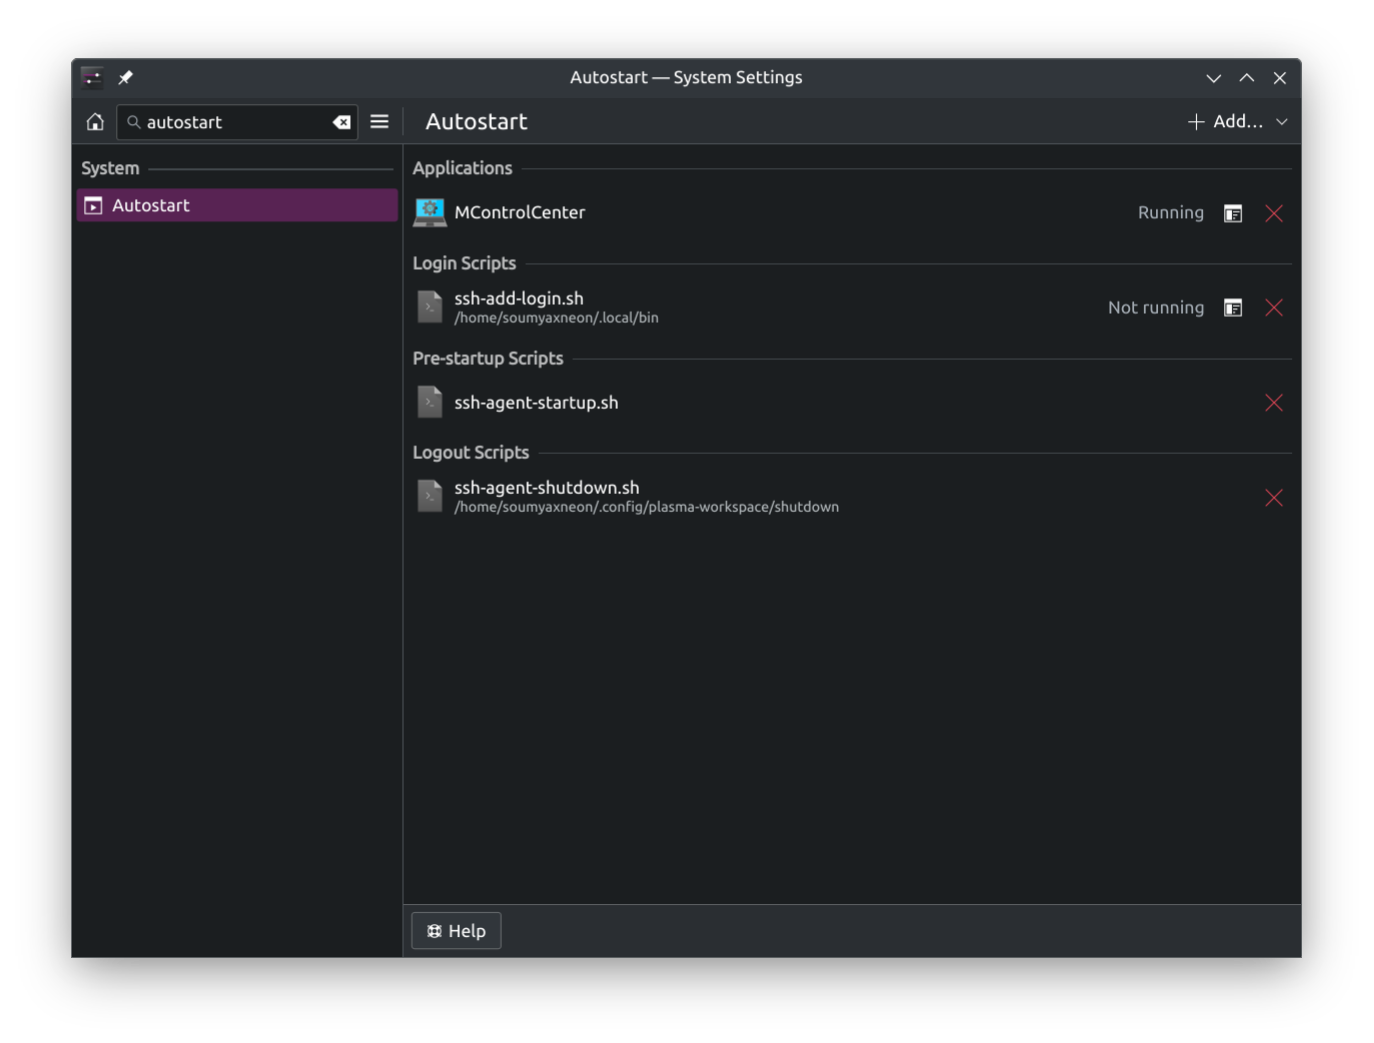 Autostart — System Settings
autostart
Autostart
Add...
System
Autostart
Applications
MControlCenter
Running
Login Scripts
ssh-add-login.sh
/home/soumyaxneon/.local/bin
Not running
Pre-startup Scripts
ssh-agent-startup.sh
Logout Scripts
ssh-agent-shutdown.sh
/home/soumyaxneon/.config/plasma-workspace/shutdown
Help